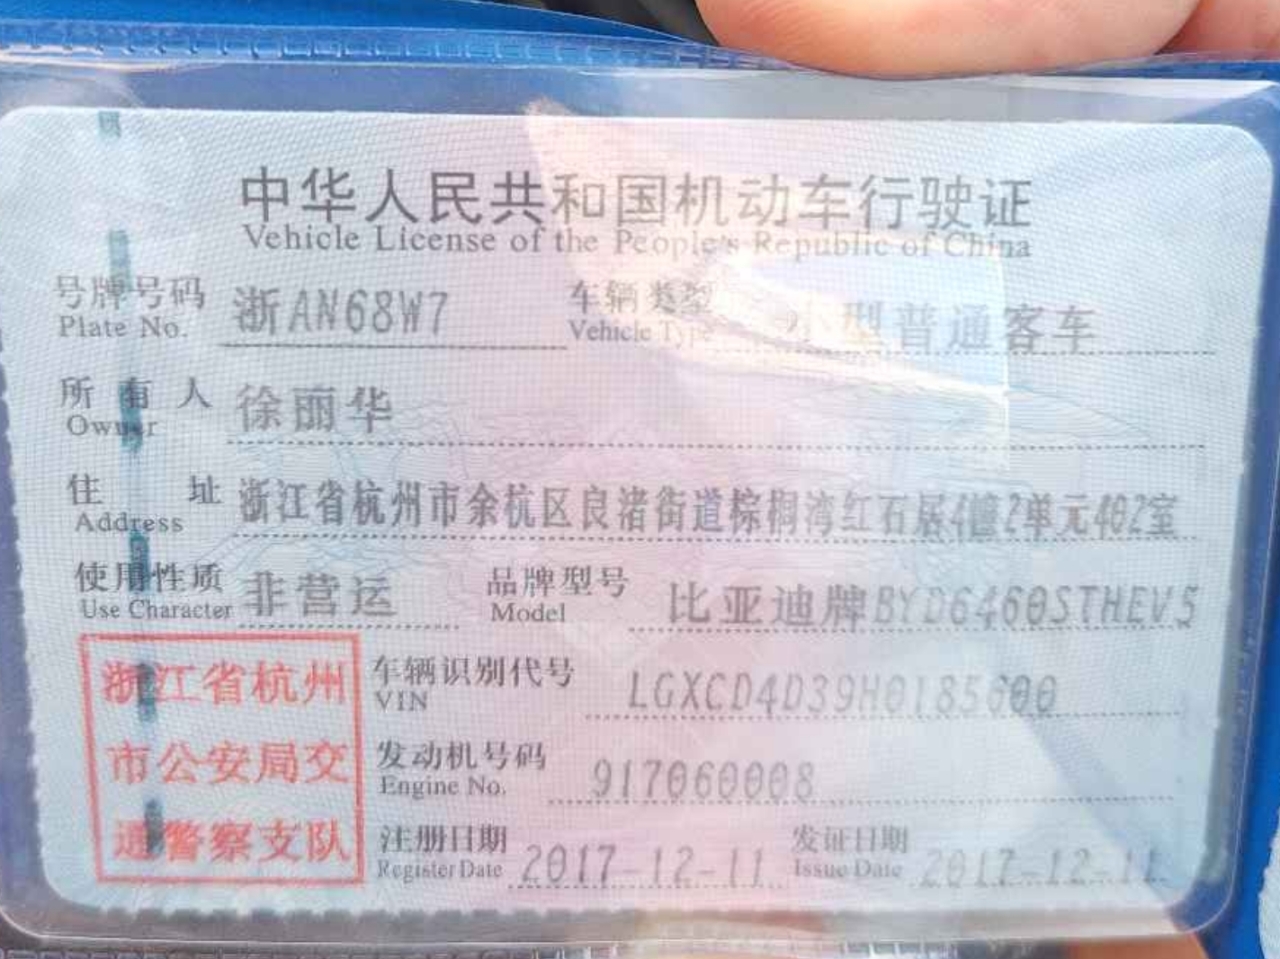 中华人民共和国机动车行驶证
Vehicle License of the People's Republic of China
号牌号码 浙AN68W7 车辆类型 小型普通客车
Plate No. Vehicle Type
所有人 徐丽华
Owner
住址 浙江省杭州市余杭区良渚街道棕榈湾红石居4幢2单元402室
Address
使用性质 非营运 品牌型号 比亚迪牌BYD6460STHEV5
Use Character Model
浙江省杭州 车辆识别代号 LGXCD4D39H0185600
VIN
市公安局交 发动机号码 917060008
Engine No.
通警察支队 注册日期 2017-12-11 发证日期 2017-12-11
Register Date Issue Date